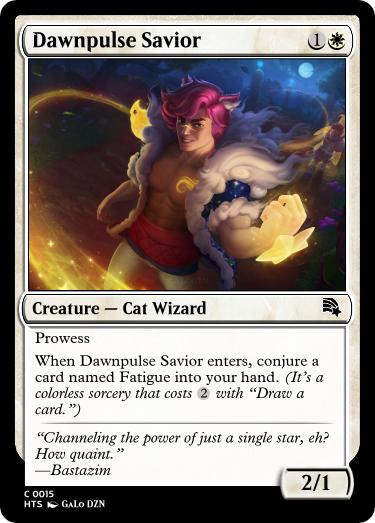 Dawnpulse Savior 1
Creature — Cat Wizard
Prowess
When Dawnpulse Savior enters, conjure a
card named Fatigue into your hand. (It's a
colorless sorcery that costs 2 with “Draw a
card.”)
“Channeling the power of just a single star, eh?
How quaint.”
—Bastazim
2/1
C 0015
HTS GALO DZN